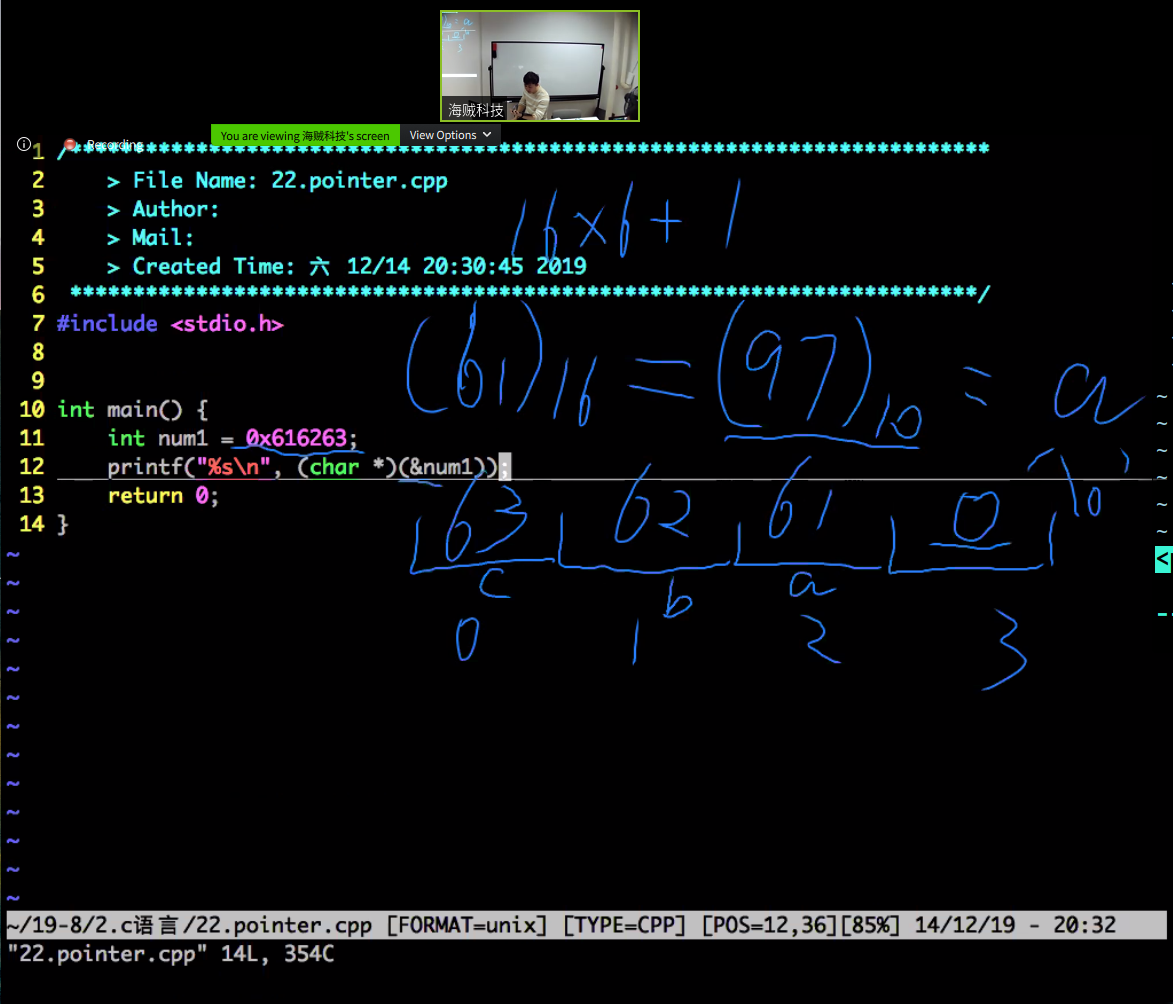 海贼科技
You are viewing 海贼科技's screen View Options
Recording
1 /*************************************************************************
2 > File Name: 22.pointer.cpp
3 > Author:
4 > Mail:
5 > Created Time: 六 12/14 20:30:45 2019
6 ************************************************************************/
7 #include <stdio.h>
8
9
10 int main() {
11 int num1 = 0x616263;
12 printf("%s\n", (char *)(&num1));
13 return 0;
14 }
16×6+1
(61)16 = (97)10 = a
63 62 61 0 '\0'
c b a
0 1 2 3
~/19-8/2.c语言/22.pointer.cpp [FORMAT=unix] [TYPE=CPP] [POS=12,36][85%] 14/12/19 - 20:32
"22.pointer.cpp" 14L, 354C